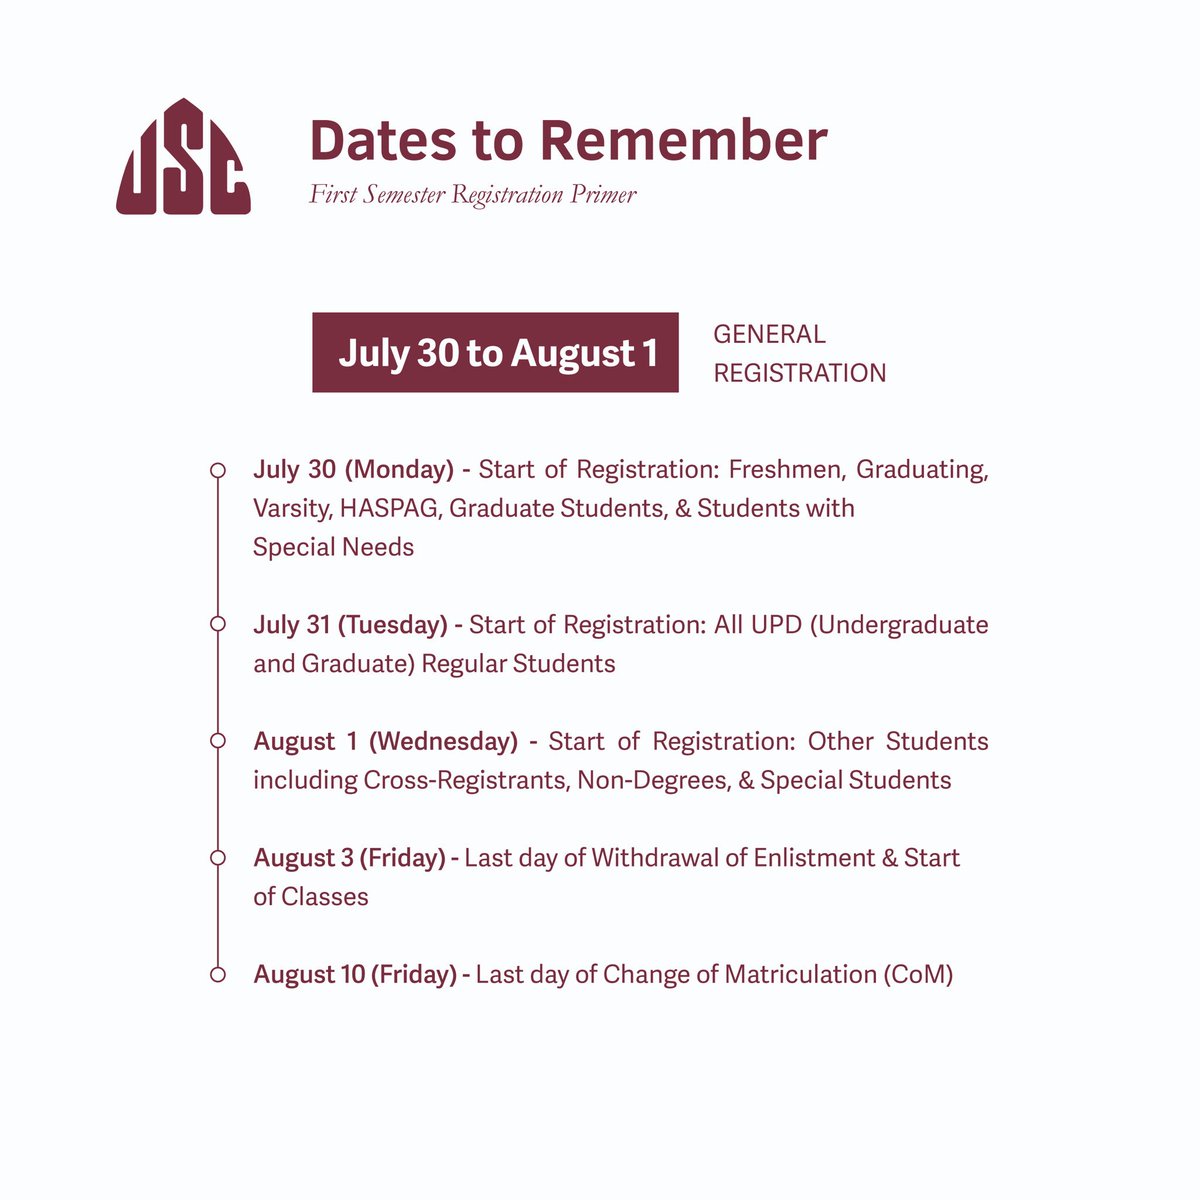 USC
Dates to Remember
First Semester Registration Primer
July 30 to August 1
GENERAL
REGISTRATION
July 30 (Monday) - Start of Registration: Freshmen, Graduating,
Varsity, HASPAG, Graduate Students, & Students with
Special Needs
July 31 (Tuesday) - Start of Registration: All UPD (Undergraduate
and Graduate) Regular Students
August 1 (Wednesday) - Start of Registration: Other Students
including Cross-Registrants, Non-Degrees, & Special Students
August 3 (Friday) - Last day of Withdrawal of Enlistment & Start
of Classes
August 10 (Friday) - Last day of Change of Matriculation (CoM)